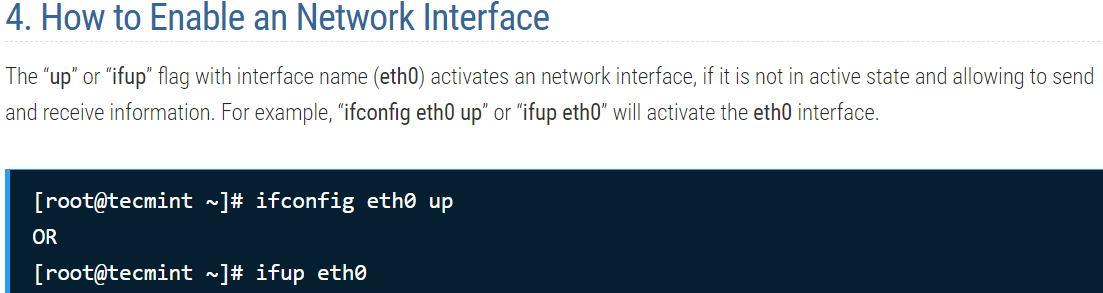 4. How to Enable an Network Interface
The “up” or “ifup” flag with interface name (eth0) activates an network interface, if it is not in active state and allowing to send
and receive information. For example, “ifconfig eth0 up” or “ifup eth0” will activate the eth0 interface.
[root@tecmint ~]# ifconfig eth0 up
OR
[root@tecmint ~]# ifup eth0